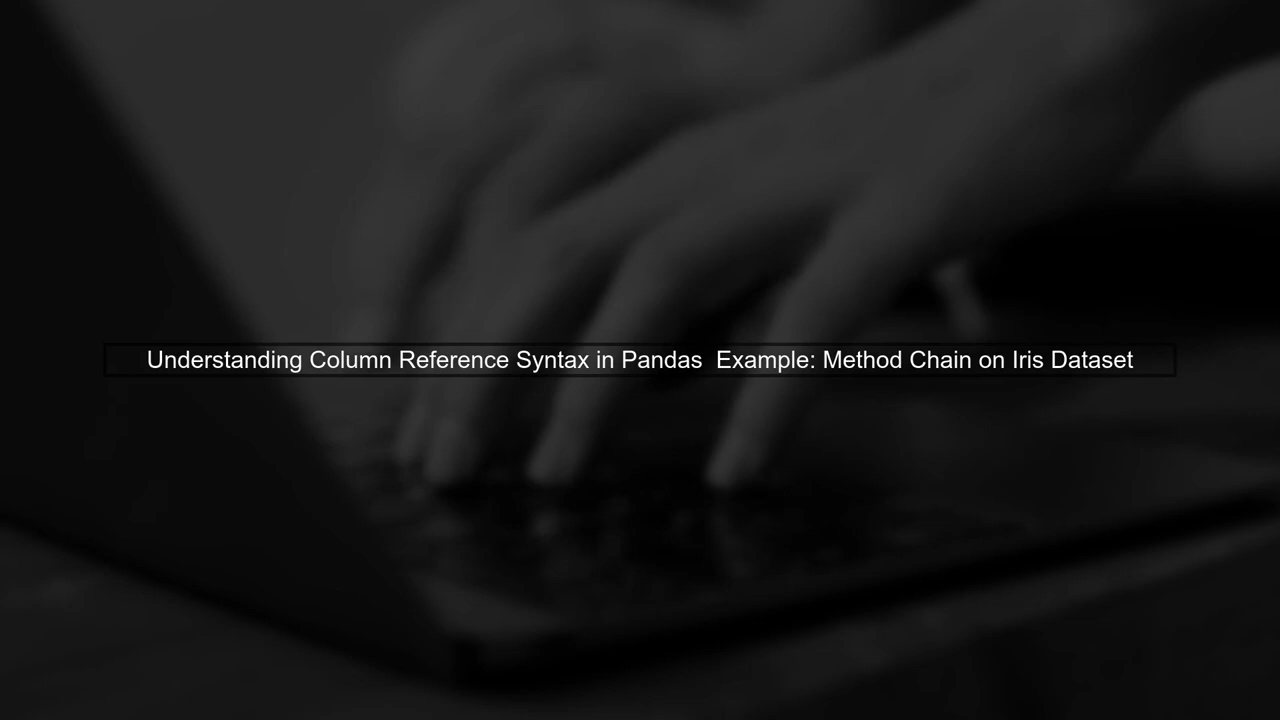 Understanding Column Reference Syntax in Pandas  Example: Method Chain on Iris Dataset